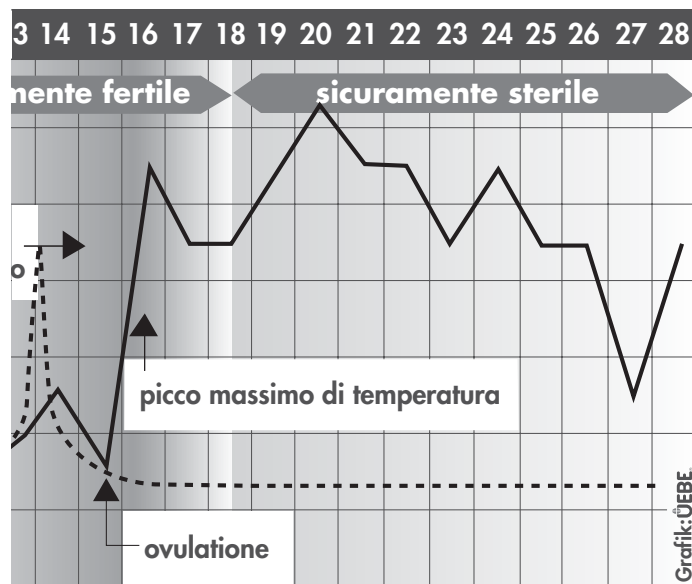 3 14 15 16 17 18 19 20 21 22 23 24 25 26 27 28
mente fertile sicuramente sterile
o
picco massimo di temperatura
ovulatione
Grafik:ÜEBE